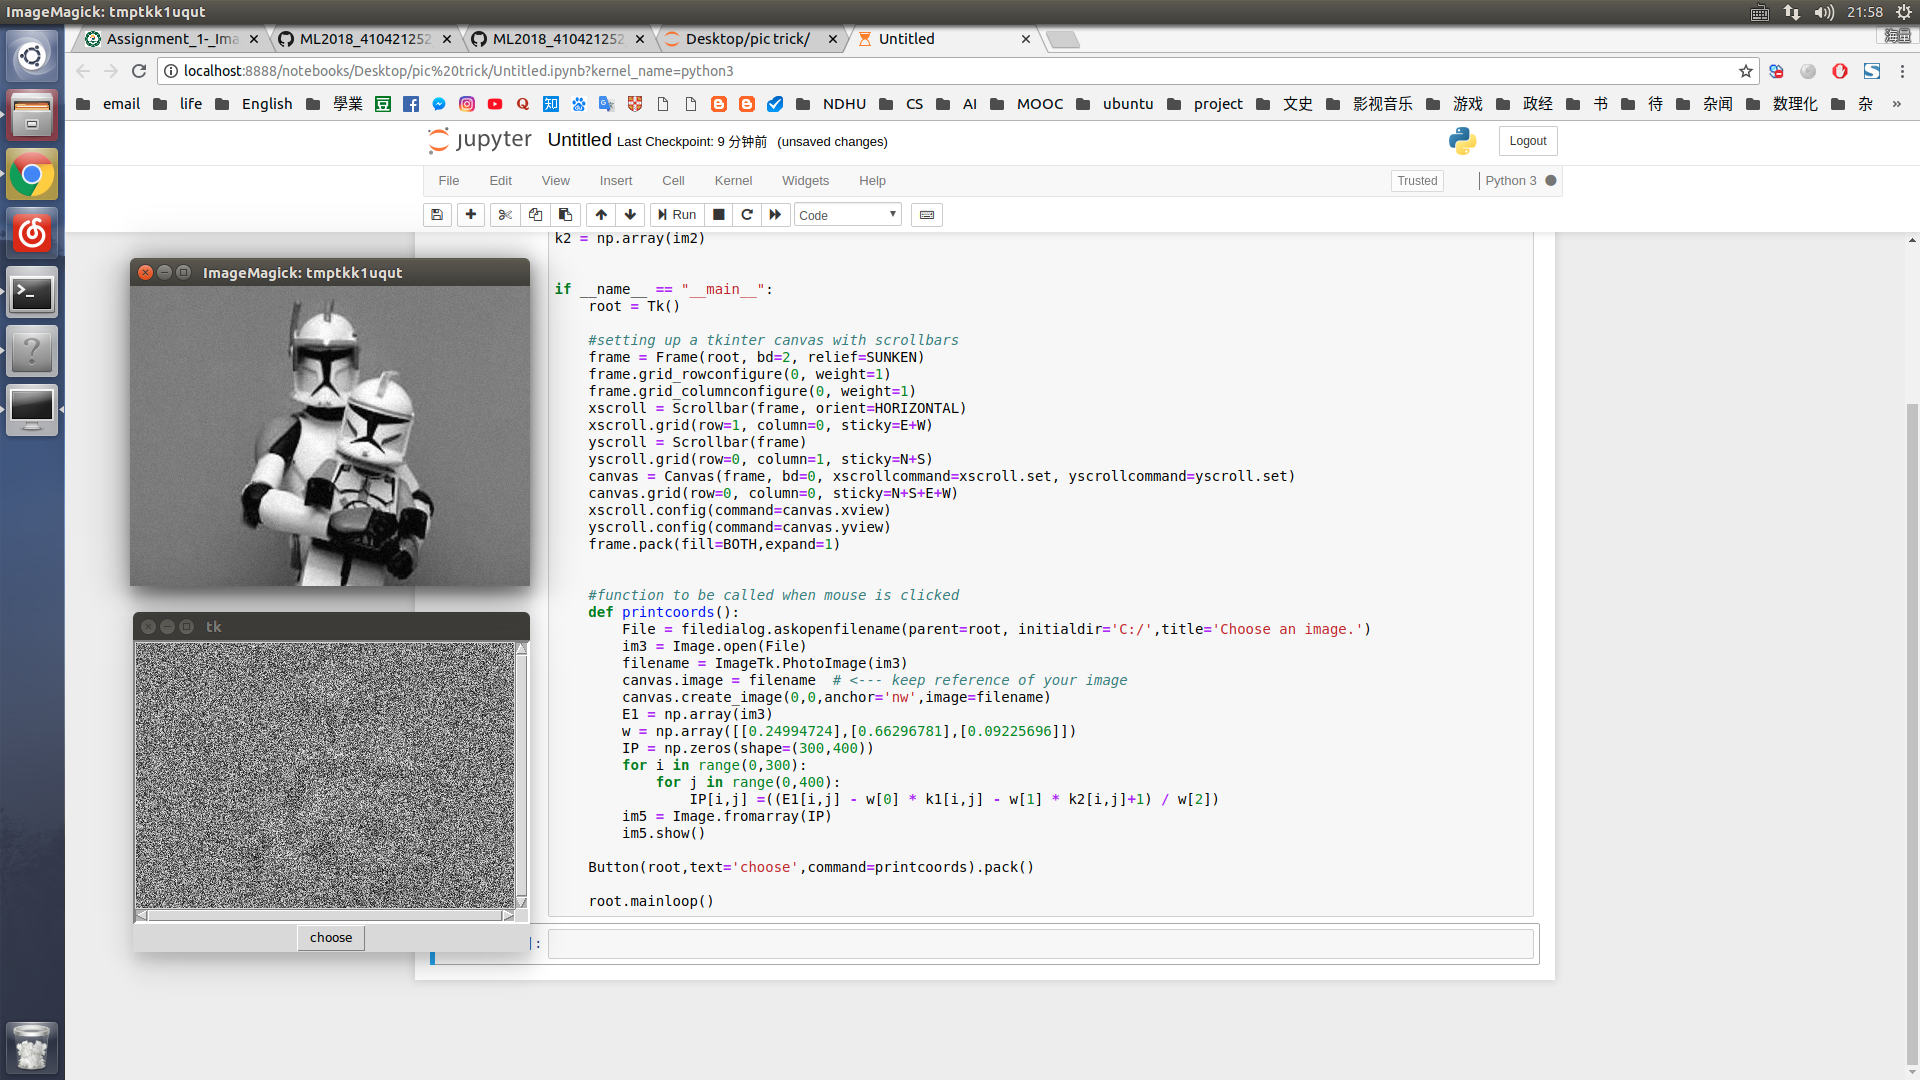 ImageMagick: tmptkk1uqut
21:58
Assignment_1-_Ima
ML2018_410421252
ML2018_410421252
Desktop/pic trick/
Untitled
海量
localhost:8888/notebooks/Desktop/pic%20trick/Untitled.ipynb?kernel_name=python3
email life English 學業 豆 知 NDHU CS AI MOOC ubuntu project 文史 影视音乐 游戏 政经 书 待 杂闻 数理化 杂 »
jupyter Untitled Last Checkpoint: 9 分钟前 (unsaved changes) Logout
File Edit View Insert Cell Kernel Widgets Help Trusted Python 3
Run Code
k2 = np.array(im2)
if __name__ == "__main__":
root = Tk()
#setting up a tkinter canvas with scrollbars
frame = Frame(root, bd=2, relief=SUNKEN)
frame.grid_rowconfigure(0, weight=1)
frame.grid_columnconfigure(0, weight=1)
xscroll = Scrollbar(frame, orient=HORIZONTAL)
xscroll.grid(row=1, column=0, sticky=E+W)
yscroll = Scrollbar(frame)
yscroll.grid(row=0, column=1, sticky=N+S)
canvas = Canvas(frame, bd=0, xscrollcommand=xscroll.set, yscrollcommand=yscroll.set)
canvas.grid(row=0, column=0, sticky=N+S+E+W)
xscroll.config(command=canvas.xview)
yscroll.config(command=canvas.yview)
frame.pack(fill=BOTH,expand=1)
#function to be called when mouse is clicked
def printcoords():
File = filedialog.askopenfilename(parent=root, initialdir='C:/',title='Choose an image.')
im3 = Image.open(File)
filename = ImageTk.PhotoImage(im3)
canvas.image = filename  # <--- keep reference of your image
canvas.create_image(0,0,anchor='nw',image=filename)
E1 = np.array(im3)
w = np.array([[0.24994724],[0.66296781],[0.09225696]])
IP = np.zeros(shape=(300,400))
for i in range(0,300):
for j in range(0,400):
IP[i,j] =((E1[i,j] - w[0] * k1[i,j] - w[1] * k2[i,j]+1) / w[2])
im5 = Image.fromarray(IP)
im5.show()
Button(root,text='choose',command=printcoords).pack()
root.mainloop()
]:
ImageMagick: tmptkk1uqut
tk
choose